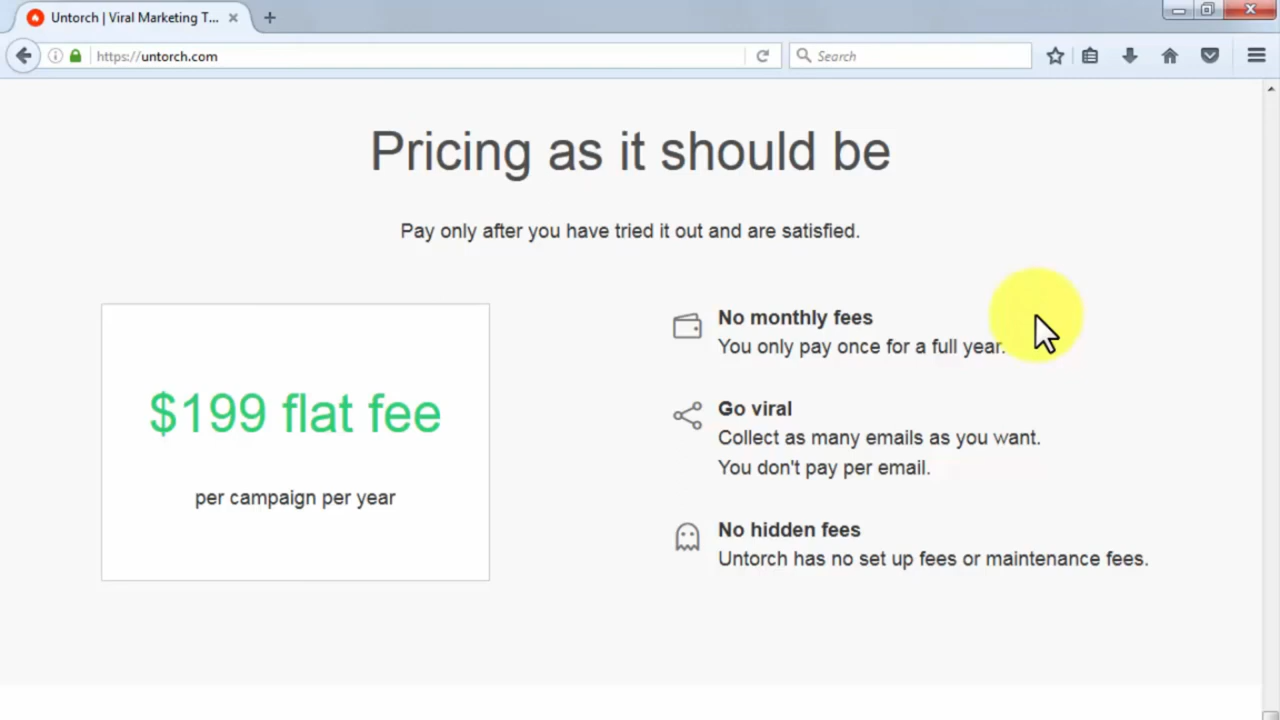 Untorch | Viral Marketing T...
https://untorch.com
Search
Pricing as it should be
Pay only after you have tried it out and are satisfied.
$199 flat fee
per campaign per year
No monthly fees
You only pay once for a full year.
Go viral
Collect as many emails as you want.
You don't pay per email.
No hidden fees
Untorch has no set up fees or maintenance fees.